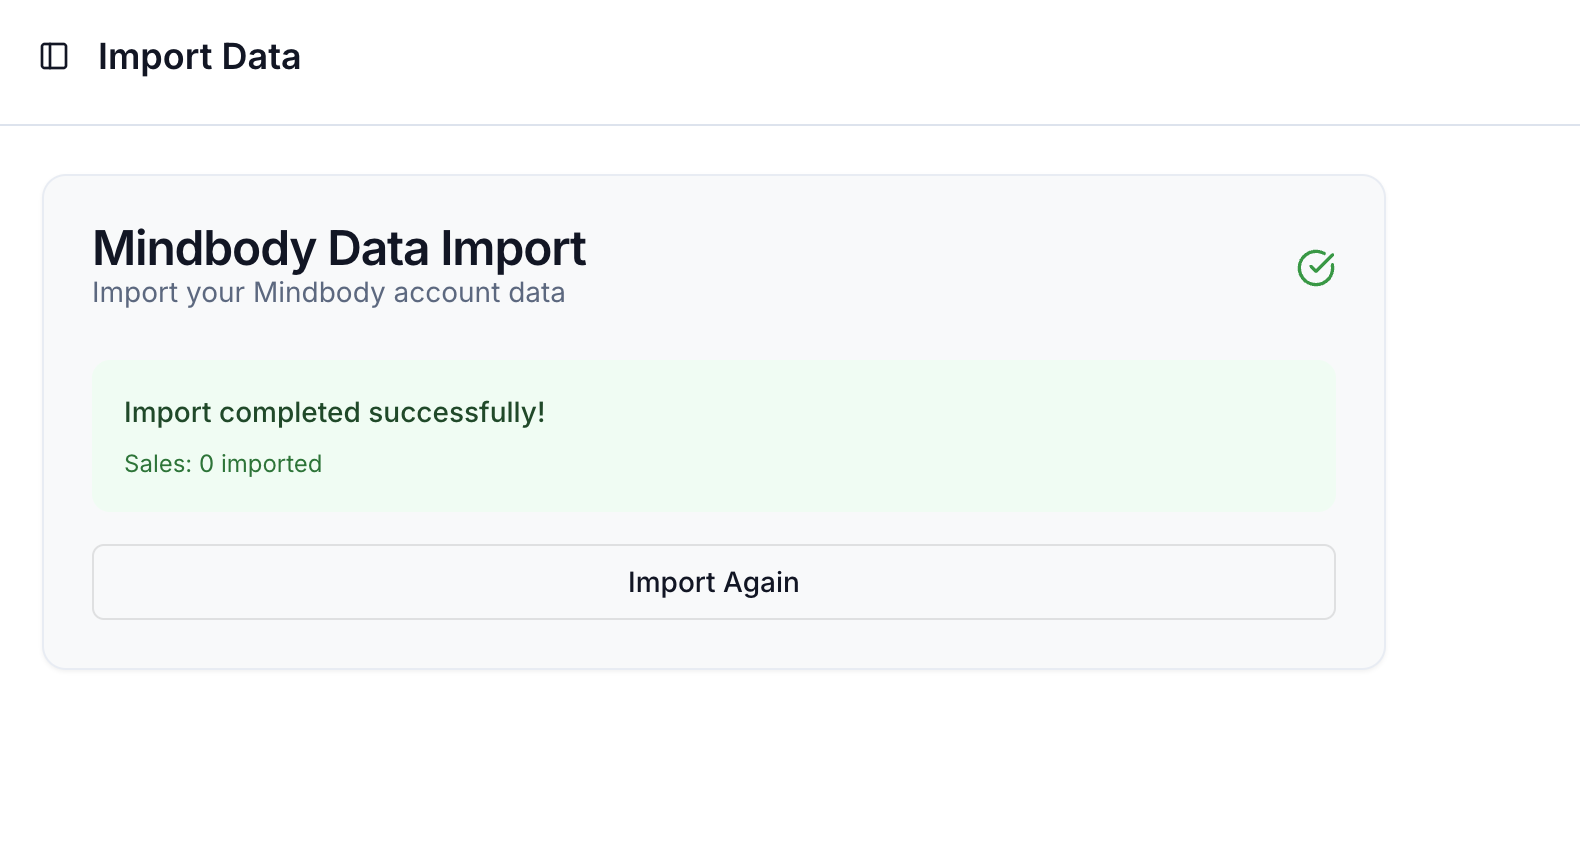 Import Data
Mindbody Data Import
Import your Mindbody account data
Import completed successfully!
Sales: 0 imported
Import Again